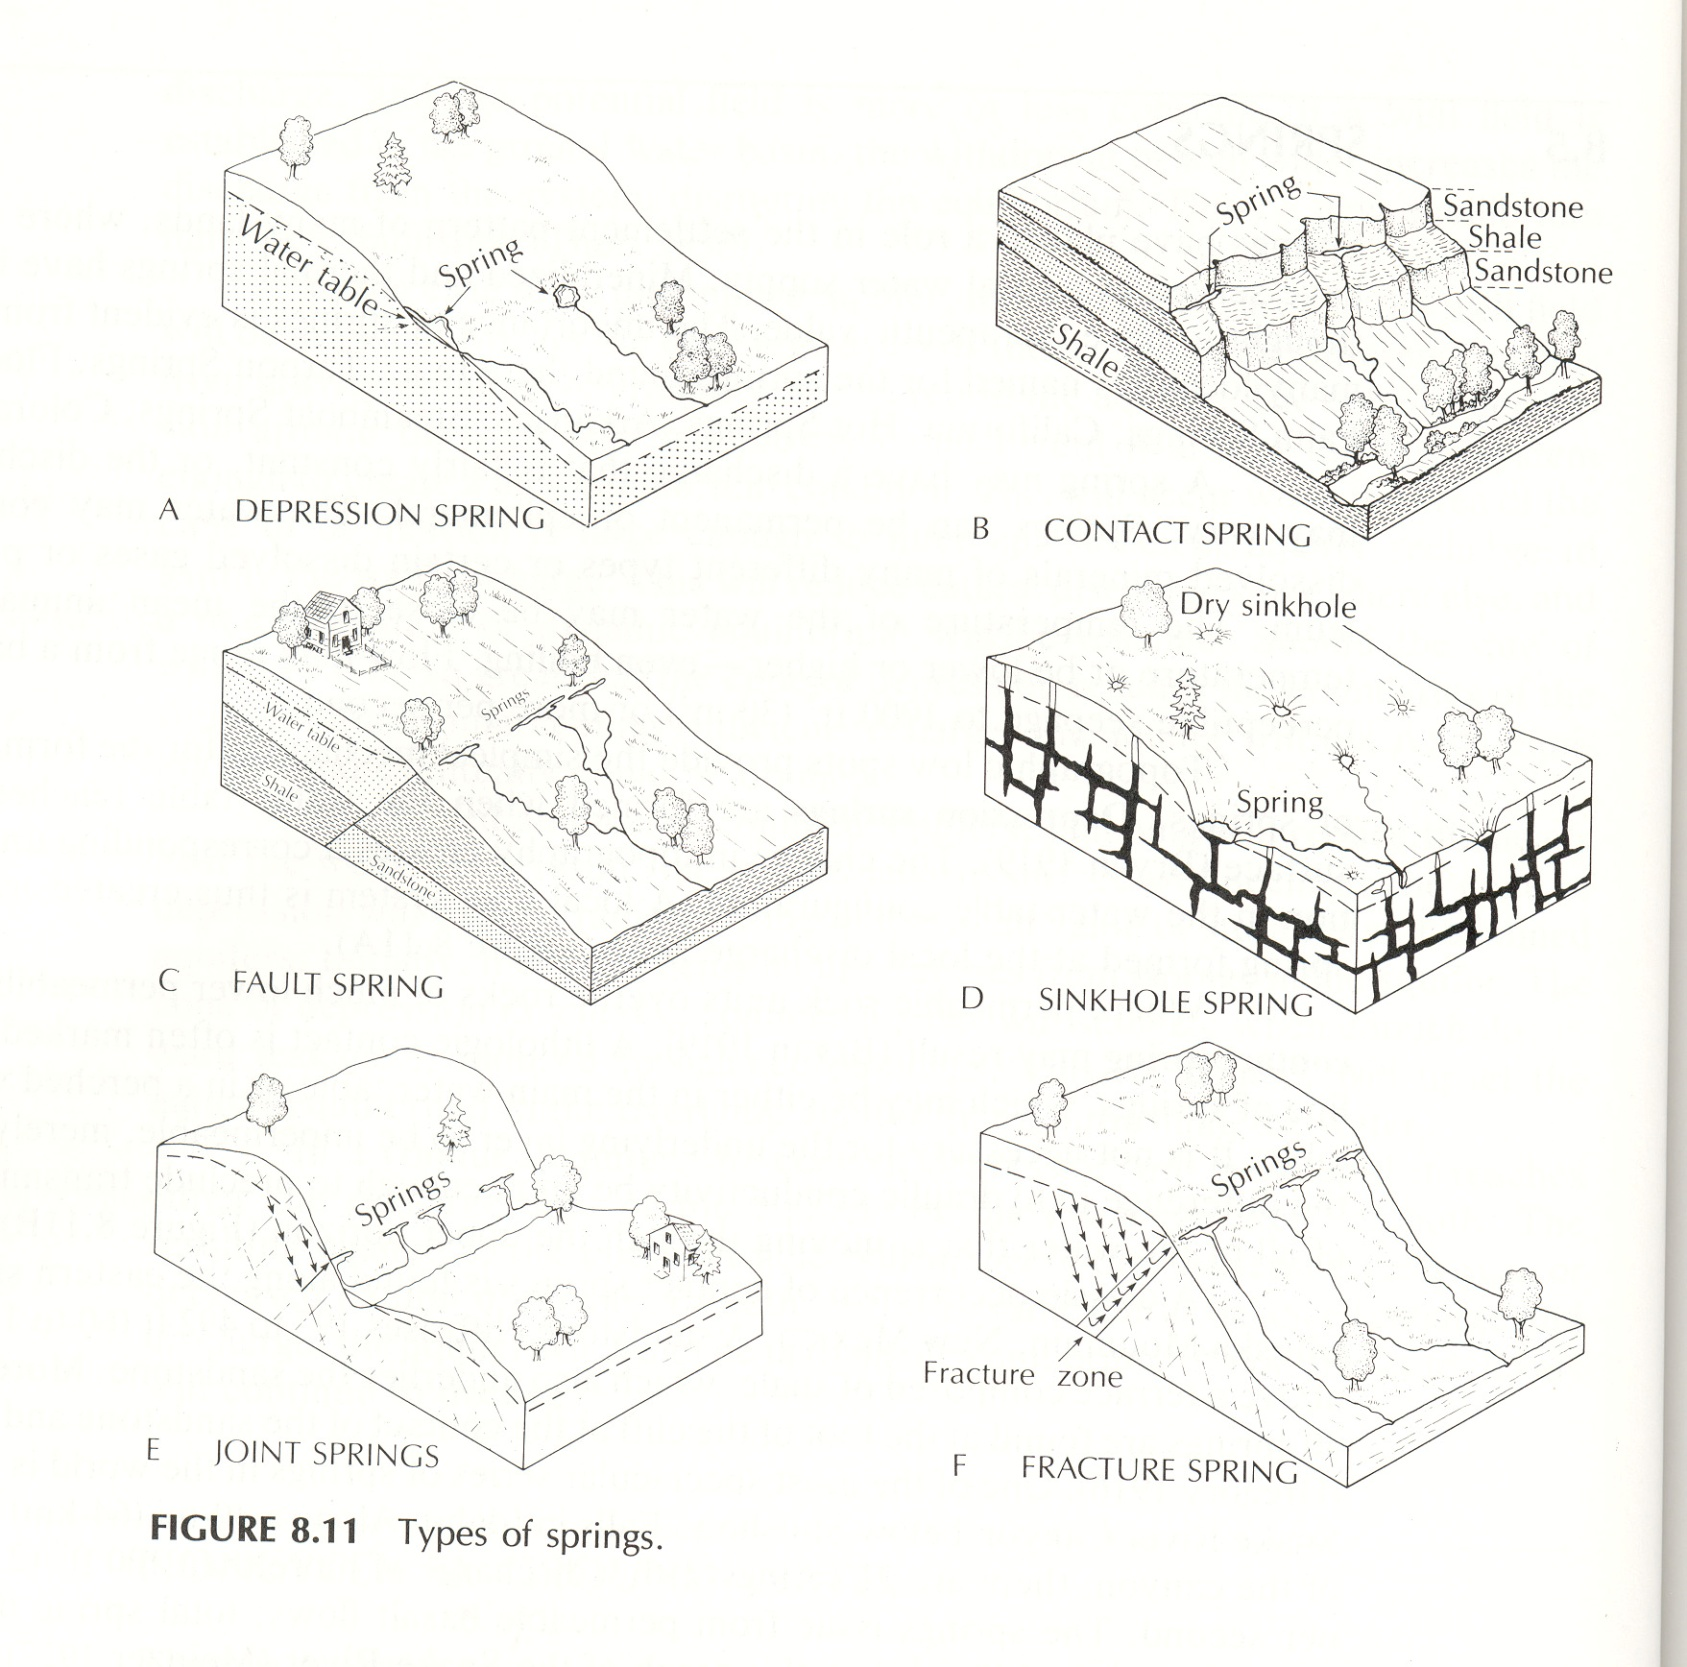 Water table
Spring
A DEPRESSION SPRING
Spring
Sandstone
Shale
Sandstone
Shale
B CONTACT SPRING
Springs
Water table
Shale
Sandstone
C FAULT SPRING
Dry sinkhole
Spring
D SINKHOLE SPRING
Springs
E JOINT SPRINGS
Springs
Fracture zone
F FRACTURE SPRING
FIGURE 8.11 Types of springs.